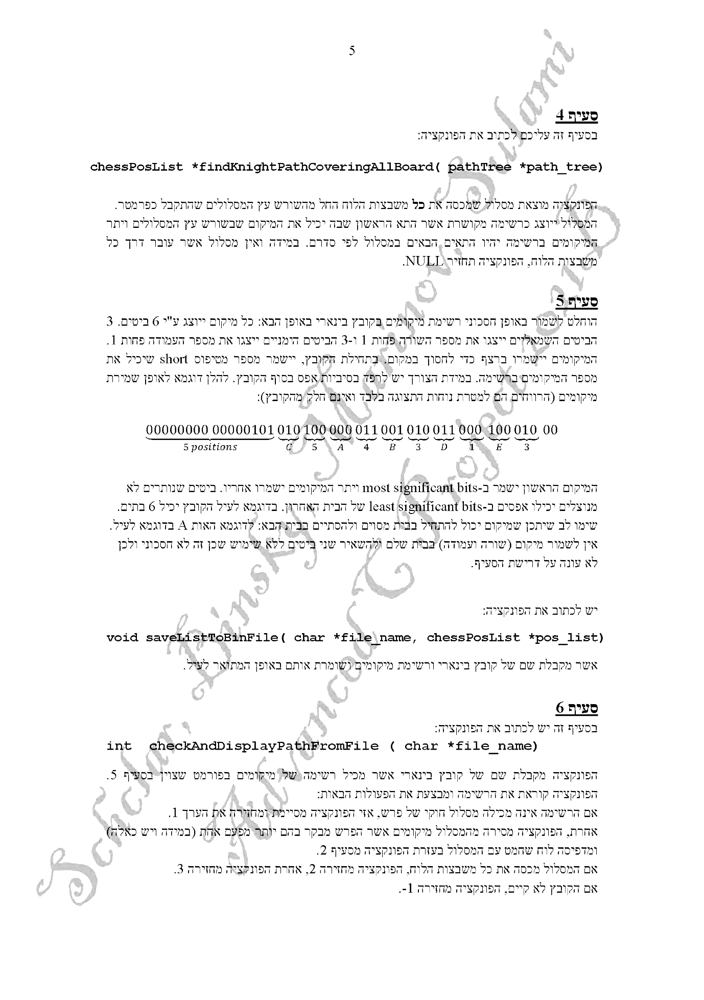 5
סעיף 4
בסעיף זה עליכם לכתוב את הפונקציה:
chessPosList *findKnightPathCoveringAllBoard( pathTree *path_tree)
הפונקציה מוצאת מסלול שמכסה את כל משבצות הלוח החל מהשורש עץ המסלולים שהתקבל כפרמטר.
המסלול ייוצג כרשימה מקושרת אשר התא הראשון שבה יכיל את המיקום שבשורש עץ המסלולים ויתר
המיקומים ברשימה יהיו התאים הבאים במסלול לפי סדרם. במידה ואין מסלול אשר עובר דרך כל
משבצות הלוח, הפונקציה תחזיר NULL.
סעיף 5
הוחלט לשמור באופן חסכוני רשימת מיקומים בקובץ בינארי באופן הבא: כל מיקום ייוצג ע"י 6 ביטים. 3
הביטים השמאליים ייצגו את מספר השורה פחות 1 ו-3 הביטים הימניים ייצגו את מספר העמודה פחות 1.
המיקומים יישמרו ברצף כדי לחסוך במקום. בתחילת הקובץ, יישמר מספר מטיפוס short שיכיל את
מספר המיקומים ברשימה. במידת הצורך יש לרפד בסיביות אפס בסוף הקובץ. להלן דוגמא לאופן שמירת
מיקומים (הרווחים הם למטרת נוחות התצוגה בלבד ואינם חלק מהקובץ):
00000000 00000101 010 100 000 011 001 010 011 000 100 010 00
5 positions C 5 A 4 B 3 D 1 E 3
המיקום הראשון ישמר ב-most significant bits ויתר המיקומים ישמרו אחריו. ביטים שנותרים לא
מנוצלים יכילו אפסים ב-least significant bits של הבית האחרון. בדוגמא לעיל הקובץ יכיל 6 בתים.
שימו לב שיתכן שמיקום יכול להתחיל בבית מסוים ולהסתיים בבית הבא: לדוגמא האות A בדוגמא לעיל.
אין לשמור מיקום (שורה ועמודה) בבית שלם ולהשאיר שני ביטים ללא שימוש שכן זה לא חסכוני ולכן
לא עונה על דרישת הסעיף.
יש לכתוב את הפונקציה:
void saveListToBinFile( char *file_name, chessPosList *pos_list)
אשר מקבלת שם של קובץ בינארי ורשימת מיקומים ושומרת אותם באופן המתואר לעיל.
סעיף 6
בסעיף זה יש לכתוב את הפונקציה:
int checkAndDisplayPathFromFile ( char *file_name)
הפונקציה מקבלת שם של קובץ בינארי אשר מכיל רשימה של מיקומים בפורמט שצוין בסעיף 5.
הפונקציה קוראת את הרשימה ומבצעת את הפעולות הבאות:
אם הרשימה אינה מכילה מסלול חוקי של פרש, אזי הפונקציה מסיימת ומחזירה את הערך 1.
אחרת, הפונקציה מסירה מהמסלול מיקומים אשר הפרש מבקר בהם יותר מפעם אחת (במידה ויש כאלה)
ומדפיסה לוח שחמט עם המסלול בעזרת הפונקציה מסעיף 2.
אם המסלול מכסה את כל משבצות הלוח, הפונקציה מחזירה 2, אחרת הפונקציה מחזירה 3.
אם הקובץ לא קיים, הפונקציה מחזירה 1-.
Schclar, Binsky, Marinov, Sulami
Advanced C Project 2021B